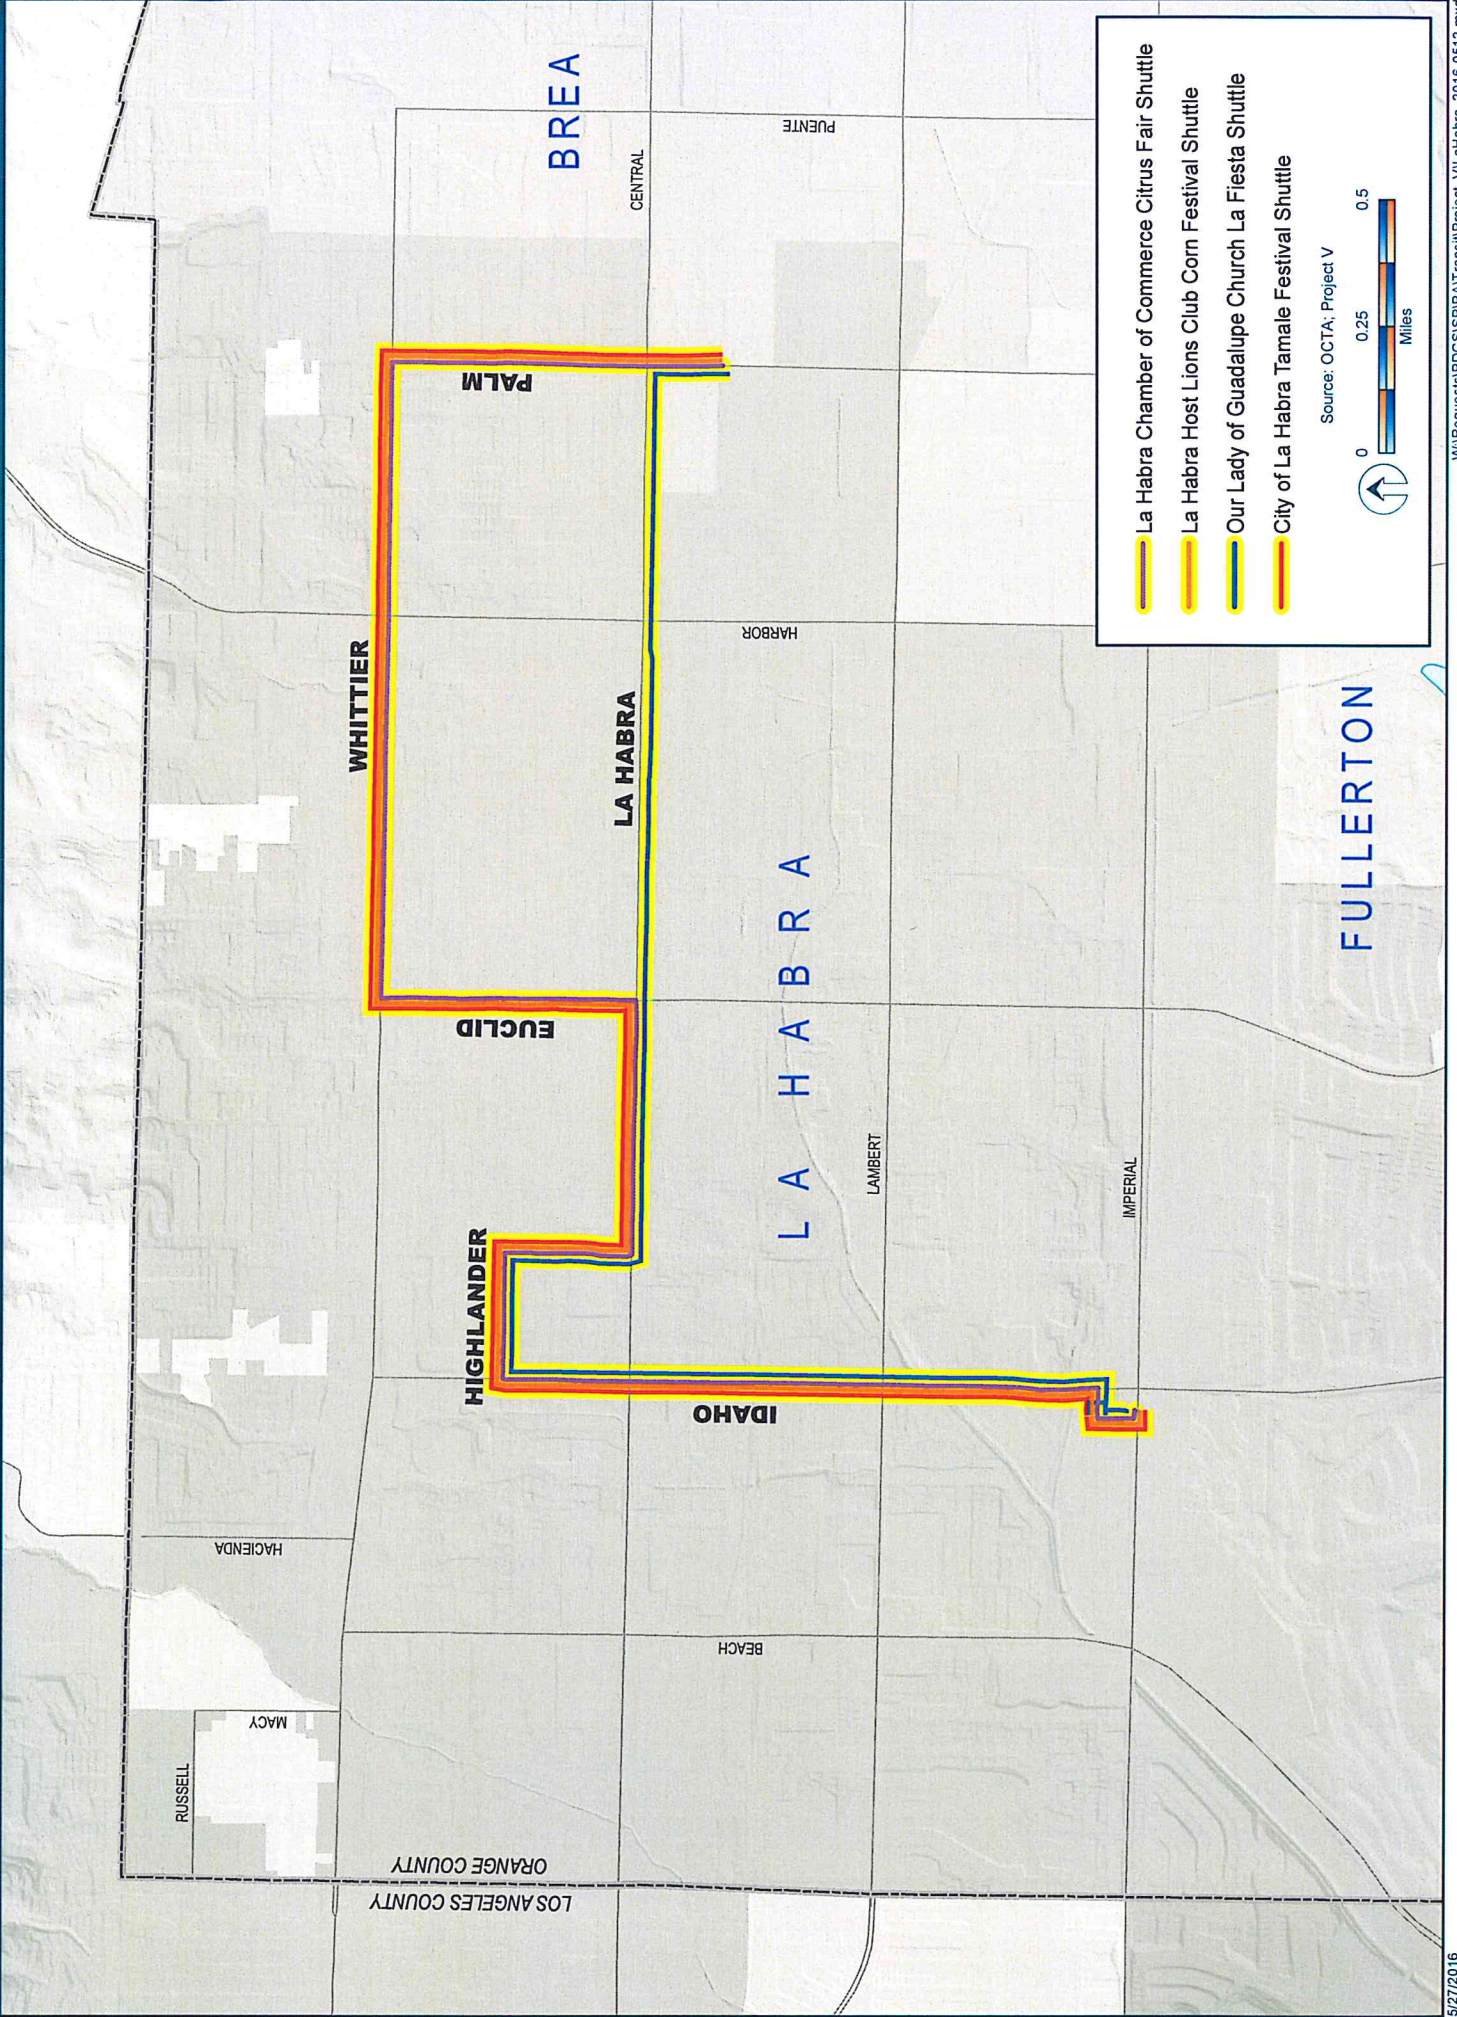 BREA
CENTRAL
PUENTE
PALM
WHITTIER
HARBOR
LA HABRA
EUCLID
LA HABRA
FULLERTON
LAMBERT
IMPERIAL
HIGHLANDER
IDAHO
HACIENDA
BEACH
MACY
RUSSELL
ORANGE COUNTY
LOS ANGELES COUNTY
La Habra Chamber of Commerce Citrus Fair Shuttle
La Habra Host Lions Club Corn Festival Shuttle
Our Lady of Guadalupe Church La Fiesta Shuttle
City of La Habra Tamale Festival Shuttle
Source: OCTA; Project V
0 0.25 0.5
Miles
5/27/2016